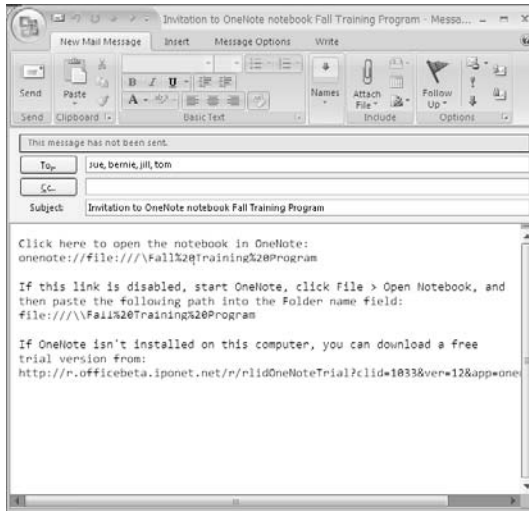 Invitation to OneNote notebook Fall Training Program - Messa...
New Mail Message Insert Message Options Write
Send Paste B I U A Names Attach File Follow Up
Send Clipboard Basic Text Include Options
This message has not been sent.
To... sue, bernie, jill, tom
Cc...
Subject: Invitation to OneNote notebook Fall Training Program
Click here to open the notebook in OneNote:
onenote://file:///\Fall%20Training%20Program
If this link is disabled, start OneNote, click File > Open Notebook, and
then paste the following path into the Folder name field:
file:///\\Fall%20Training%20Program
If OneNote isn't installed on this computer, you can download a free
trial version from:
http://r.officebeta.iponet.net/r/rlidOneNoteTrial?clid=1033&ver=12&app=one